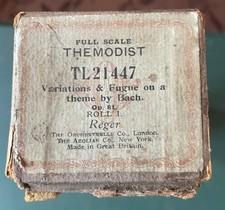 FULL SCALE
THEMODIST
TL21447
Variations & Fugue on a
theme by Bach.
Op. 81.
ROLL 1.
Reger
THE ORCHESTRELLE CO., LONDON.
THE AEOLIAN CO., NEW YORK.
MADE IN GREAT BRITAIN.